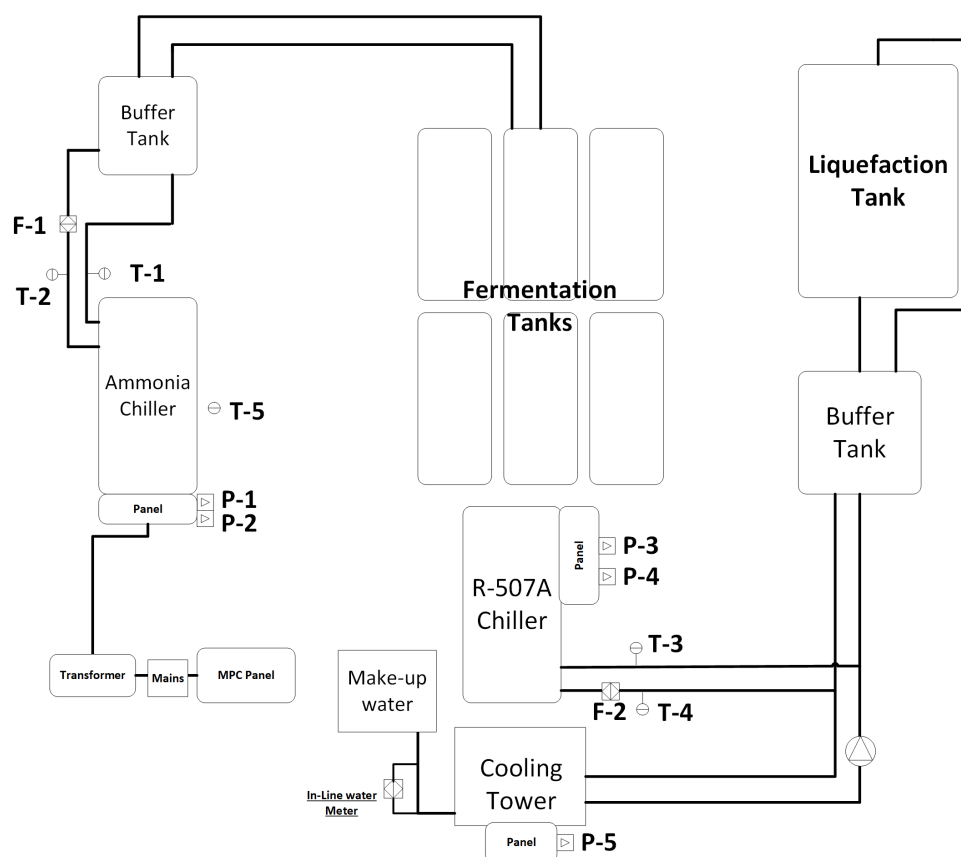 Buffer
Tank
F-1
T-1
T-2
Ammonia
Chiller
T-5
Panel
P-1
P-2
Transformer
Mains
MPC Panel
Fermentation
Tanks
Liquefaction
Tank
Buffer
Tank
R-507A
Chiller
Panel
P-3
P-4
T-3
F-2
T-4
Make-up
water
In-Line water
Meter
Cooling
Tower
Panel
P-5